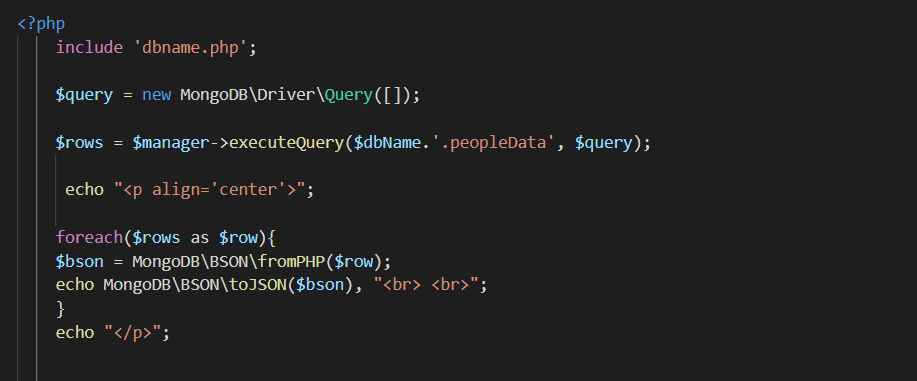 <?php
include 'dbname.php';
$query = new MongoDB\Driver\Query([]);
$rows = $manager->executeQuery($dbName.'.peopleData', $query);
echo "<p align='center'>";
foreach($rows as $row){
$bson = MongoDB\BSON\fromPHP($row);
echo MongoDB\BSON\toJSON($bson), "<br> <br>";
}
echo "</p>";